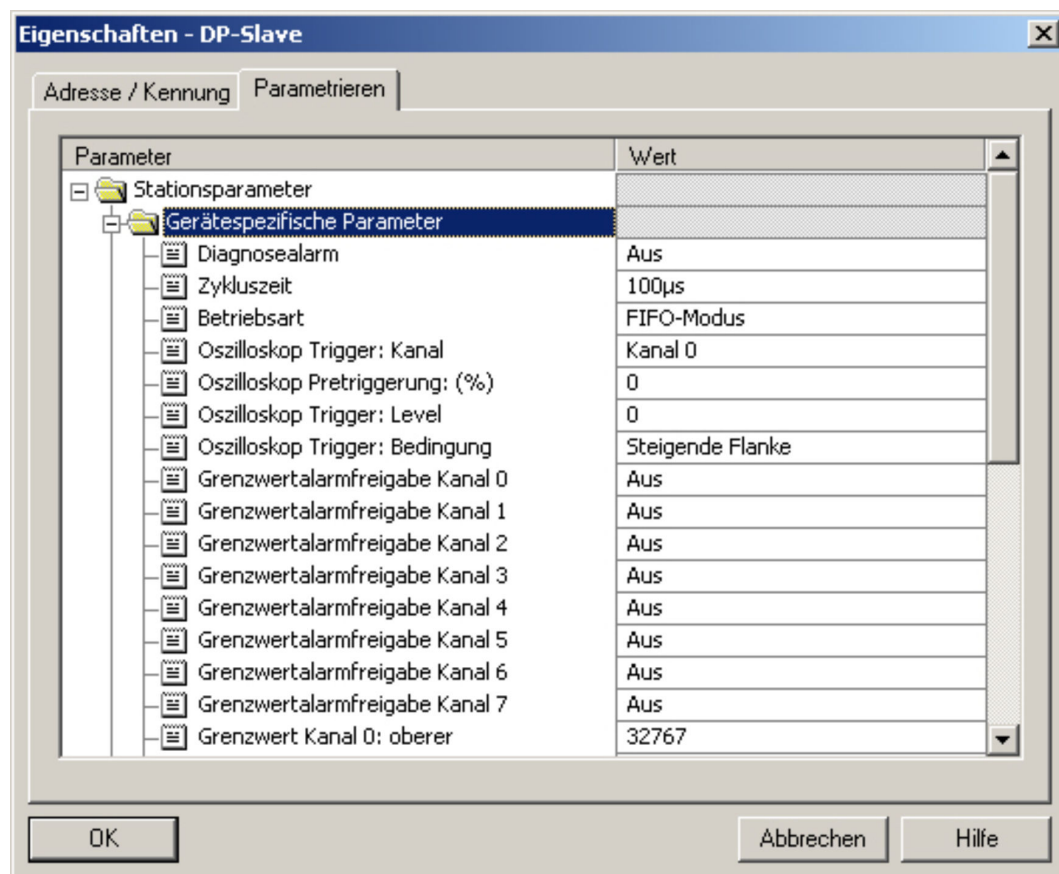 Eigenschaften - DP-Slave
Adresse / Kennung Parametrieren
Parameter Wert
Stationsparameter
Gerätespezifische Parameter
Diagnosealarm Aus
Zykluszeit 100µs
Betriebsart FIFO-Modus
Oszilloskop Trigger: Kanal Kanal 0
Oszilloskop Pretriggerung: (%) 0
Oszilloskop Trigger: Level 0
Oszilloskop Trigger: Bedingung Steigende Flanke
Grenzwertalarmfreigabe Kanal 0 Aus
Grenzwertalarmfreigabe Kanal 1 Aus
Grenzwertalarmfreigabe Kanal 2 Aus
Grenzwertalarmfreigabe Kanal 3 Aus
Grenzwertalarmfreigabe Kanal 4 Aus
Grenzwertalarmfreigabe Kanal 5 Aus
Grenzwertalarmfreigabe Kanal 6 Aus
Grenzwertalarmfreigabe Kanal 7 Aus
Grenzwert Kanal 0: oberer 32767
OK Abbrechen Hilfe